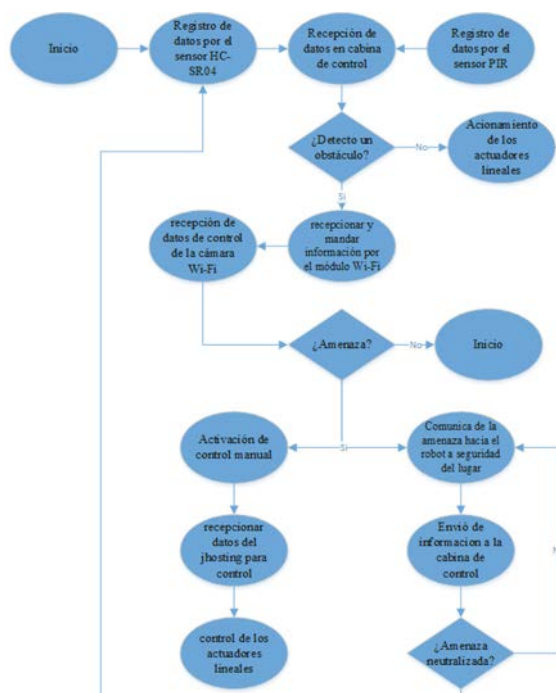 Inicio
Registro de
datos por el
sensor HC-
SR04
Recepción de
datos en cabina
de control
Registro de
datos por el
sensor PIR
¿Detecto un
obstáculo?
No
Acionamiento
de los
actuadores
lineales
Si
recepción de
datos de control
de la cámara
Wi-Fi
recepcionar y
mandar
información por
el módulo Wi-Fi
¿Amenaza?
No
Inicio
Activación de
control manual
Si
Comunica de la
amenaza hacia el
robot a seguridad
del lugar
recepcionar
datos del
jhosting para
control
Envió de
informacion a la
cabina de
control
control de los
actuadores
lineales
¿Amenaza
neutralizada?